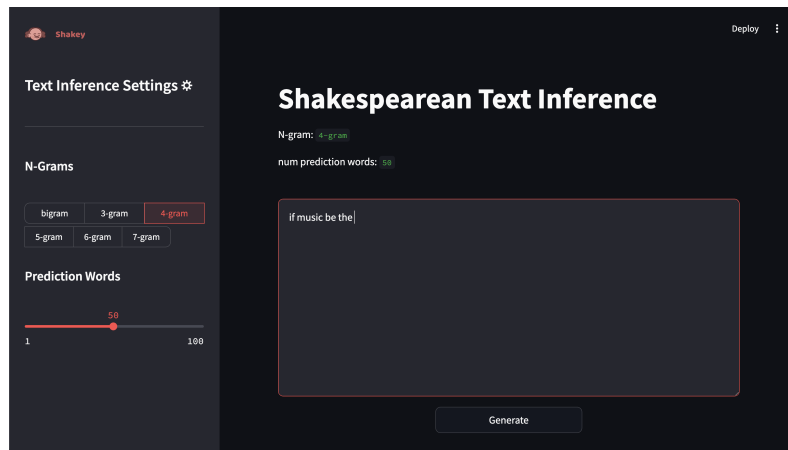 Shakey
Deploy
Text Inference Settings
Shakespearean Text Inference
N-gram: 4-gram
num prediction words: 50
N-Grams
bigram 3-gram 4-gram
5-gram 6-gram 7-gram
if music be the
Prediction Words
50
1 100
Generate